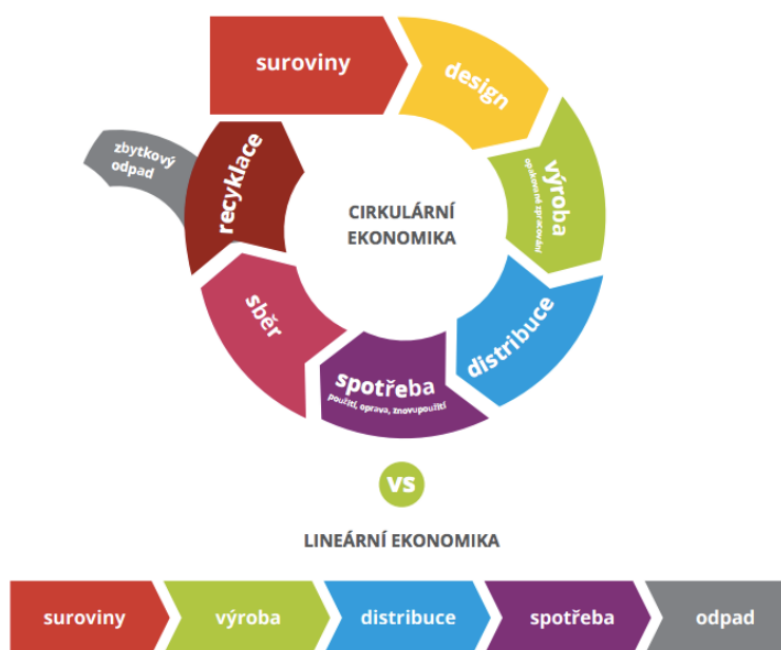 suroviny
design
výroba
opakované zpracování
distribuce
spotřeba
použití, oprava, znovupoužití
sběr
recyklace
zbytkový
odpad
CIRKULÁRNÍ
EKONOMIKA
VS
LINEÁRNÍ EKONOMIKA
suroviny
výroba
distribuce
spotřeba
odpad